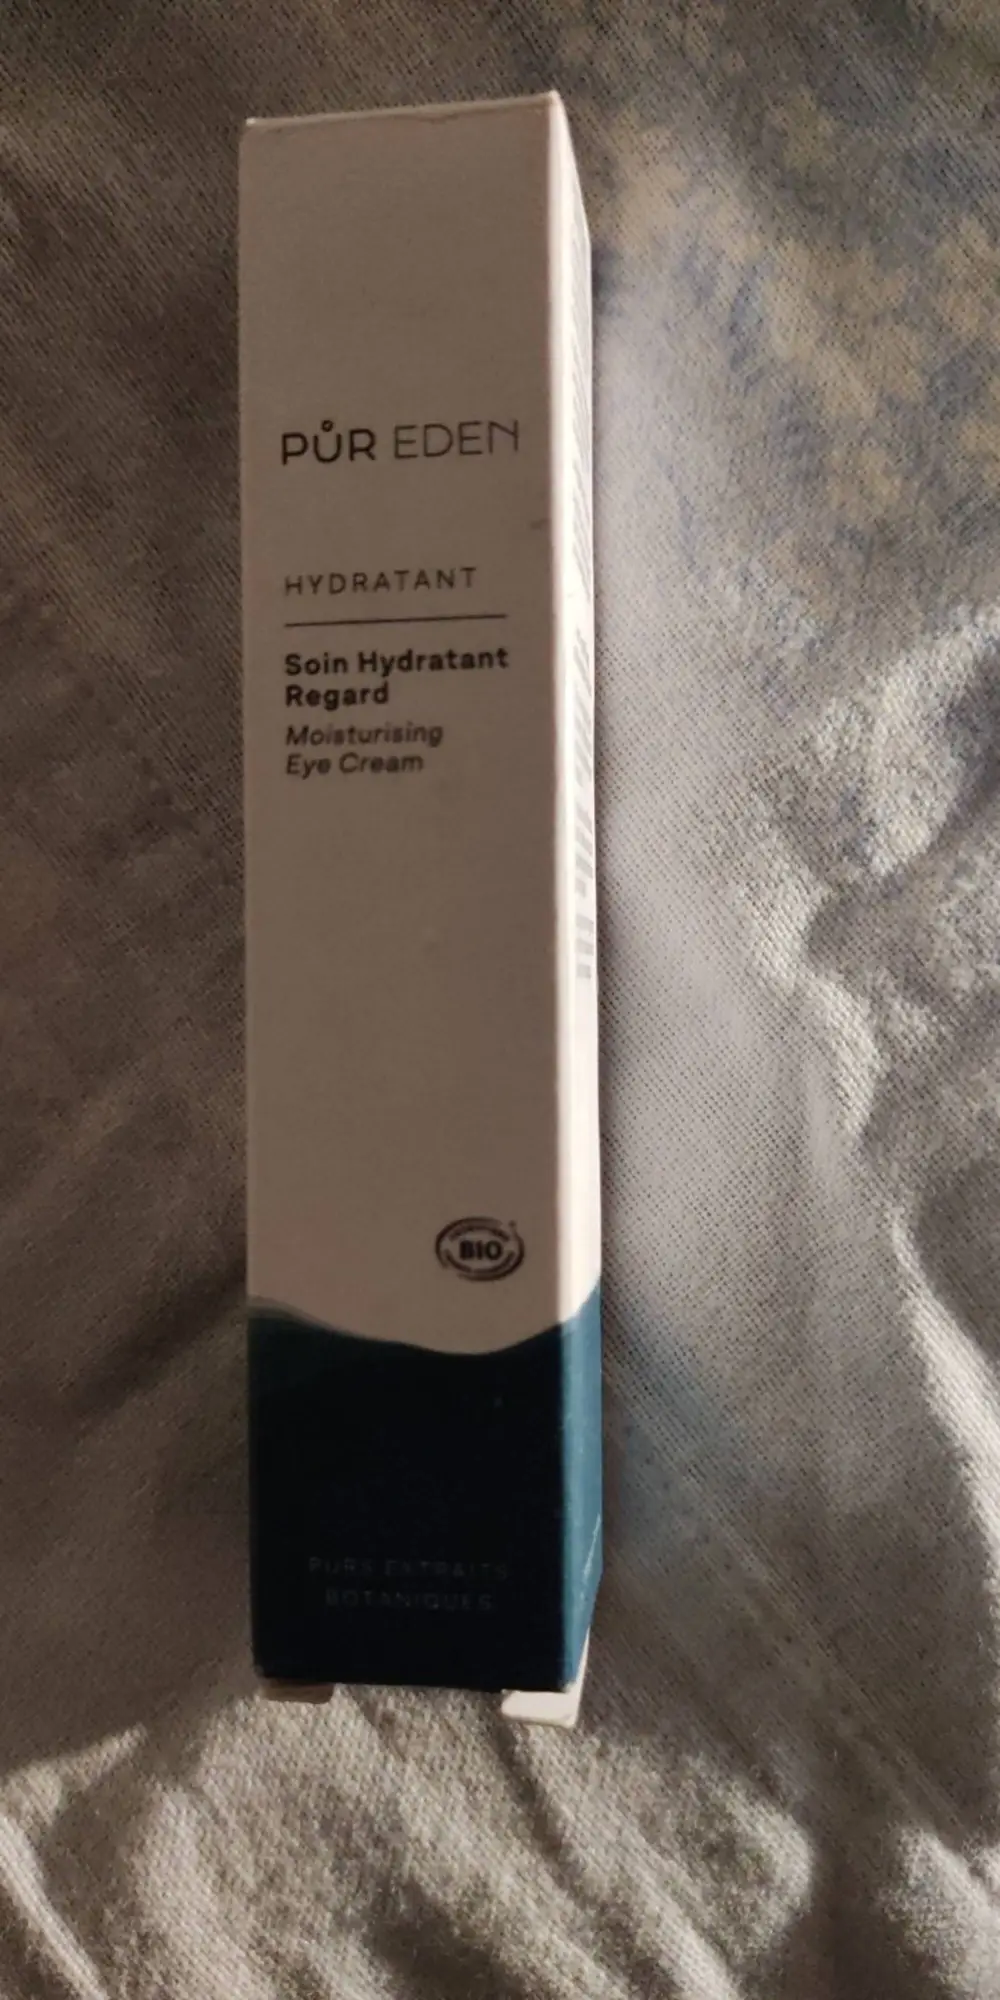 PŮR EDEN
HYDRATANT
Soin Hydratant
Regard
Moisturising
Eye Cream
BIO
PURS EXTRAITS
BOTANIQUES